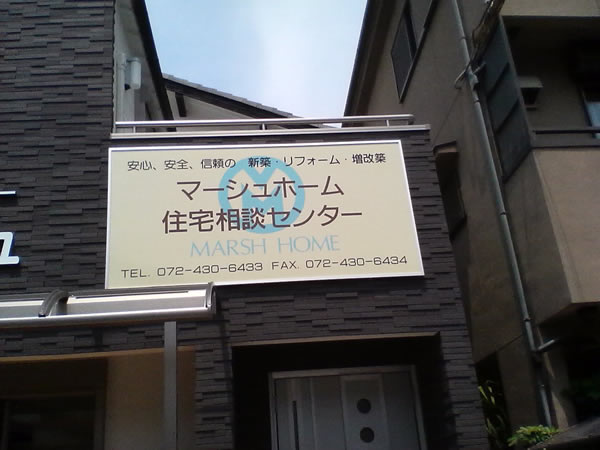 安心、安全、信頼の 新築・リフォーム・増改築
マーシュホーム
住宅相談センター
MARSH HOME
TEL. 072-430-6433 FAX. 072-430-6434